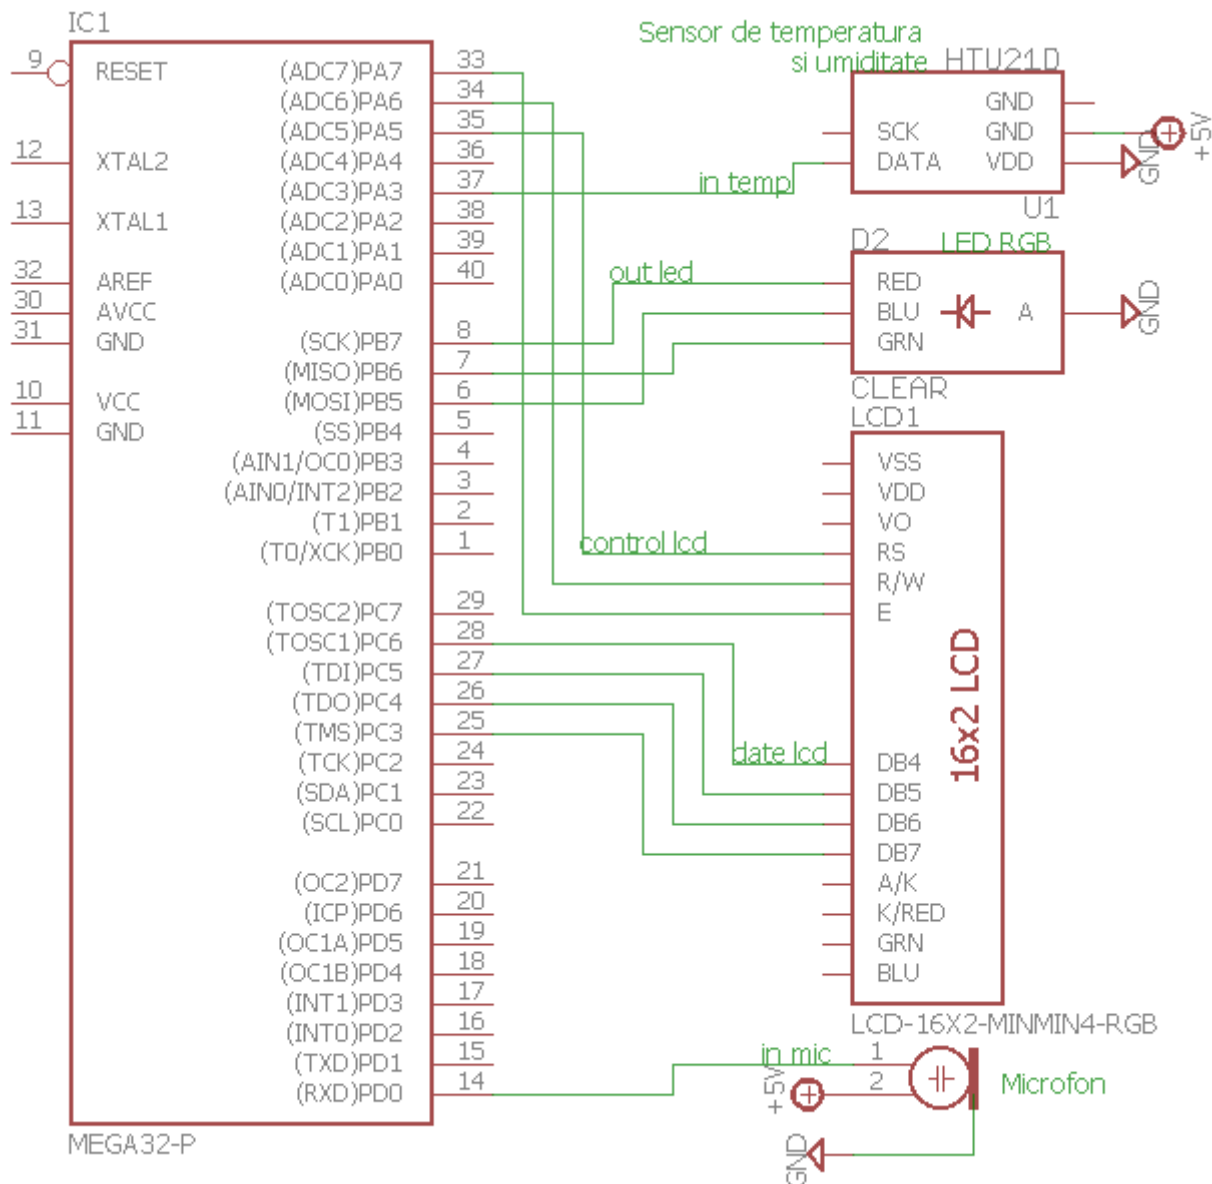 IC1
9
RESET
12
XTAL2
13
XTAL1
32
AREF
30
AVCC
31
GND
10
VCC
11
GND
(ADC7)PA7
33
(ADC6)PA6
34
(ADC5)PA5
35
(ADC4)PA4
36
(ADC3)PA3
37
(ADC2)PA2
38
(ADC1)PA1
39
(ADC0)PA0
40
(SCK)PB7
8
(MISO)PB6
7
(MOSI)PB5
6
(SS)PB4
5
(AIN1/OC0)PB3
4
(AIN0/INT2)PB2
3
(T1)PB1
2
(T0/XCK)PB0
1
(TOSC2)PC7
29
(TOSC1)PC6
28
(TDI)PC5
27
(TDO)PC4
26
(TMS)PC3
25
(TCK)PC2
24
(SDA)PC1
23
(SCL)PC0
22
(OC2)PD7
21
(ICP)PD6
20
(OC1A)PD5
19
(OC1B)PD4
18
(INT1)PD3
17
(INT0)PD2
16
(TXD)PD1
15
(RXD)PD0
14
MEGA32-P
Sensor de temperatura
si umiditate
HTU21D
GND
SCK
GND
DATA
VDD
GND
+5V
U1
in temp
D2
LED RGB
RED
BLU
GRN
A
GND
CLEAR
out led
LCD1
VSS
VDD
VO
RS
R/W
E
DB4
DB5
DB6
DB7
A/K
K/RED
GRN
BLU
16x2 LCD
control lcd
date lcd
LCD-16X2-MINMIN4-RGB
in mic
1
2
+5V
Microfon
GND